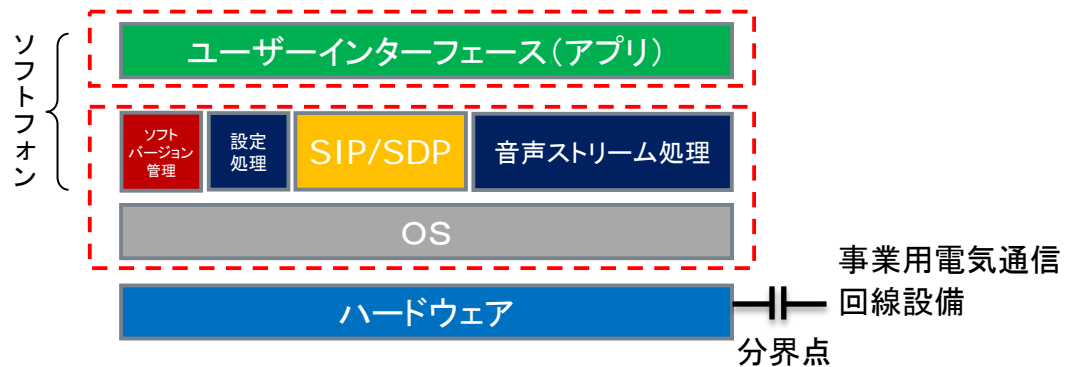 ソフトフォン
ユーザーインターフェース（アプリ）
ソフト
バージョン
管理
設定
処理
SIP/SDP
音声ストリーム処理
OS
ハードウェア
事業用電気通信
回線設備
分界点